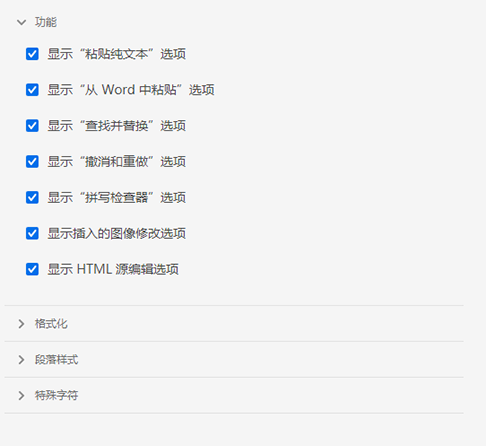 功能
显示“粘贴纯文本”选项
显示“从 Word 中粘贴”选项
显示“查找并替换”选项
显示“撤消和重做”选项
显示“拼写检查器”选项
显示插入的图像修改选项
显示 HTML 源编辑选项
格式化
段落样式
特殊字符